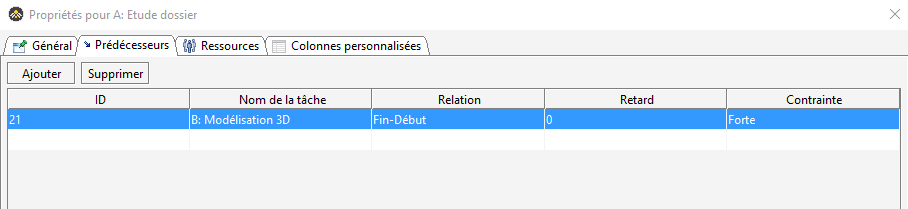 Propriétés pour A: Etude dossier
Général Prédécesseurs Ressources Colonnes personnalisées
Ajouter Supprimer
ID Nom de la tâche Relation Retard Contrainte
21 B: Modélisation 3D Fin-Début 0 Forte